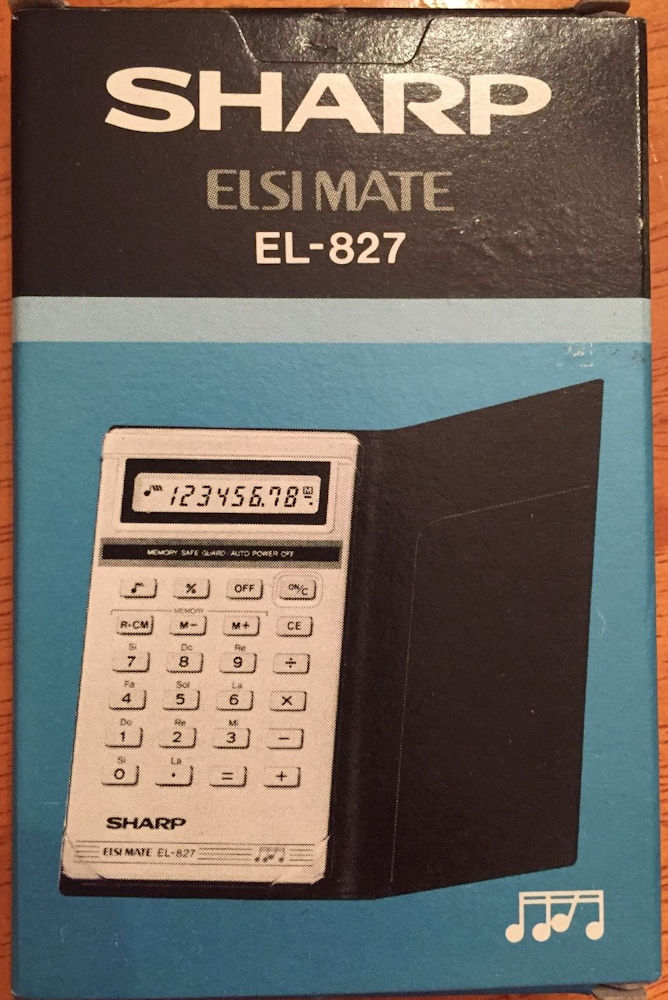 SHARP
ELSI MATE
EL-827
12345678 M
MEMORY SAFE GUARD/AUTO POWER OFF
% OFF ON/C
MEMORY
R•CM M− M+ CE
Si Do Re
7 8 9 ÷
Fa Sol La
4 5 6 ×
Do Re Mi
1 2 3 −
Si La
0 • = +
SHARP
ELSI MATE EL-827